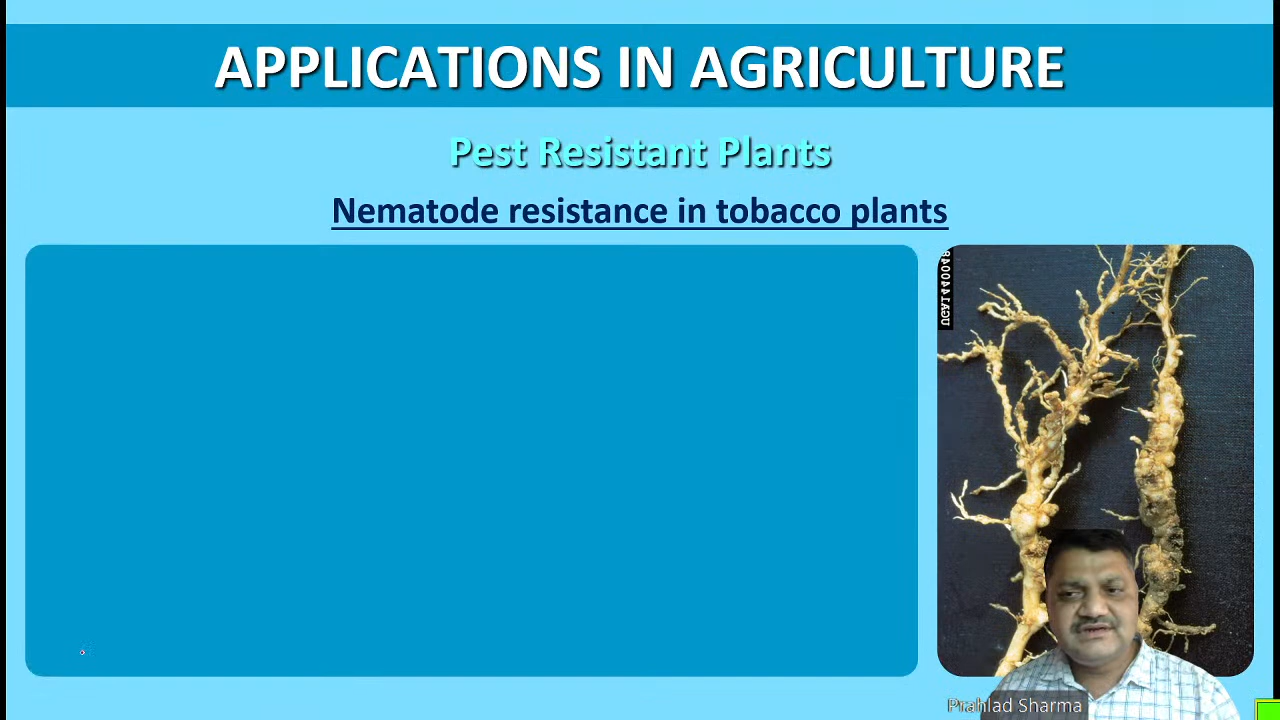 APPLICATIONS IN AGRICULTURE
Pest Resistant Plants
Nematode resistance in tobacco plants
Prahlad Sharma